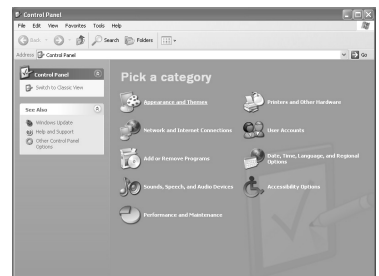 Control Panel
File Edit View Favorites Tools Help
Back Search Folders
Address Control Panel Go
Control Panel
Switch to Classic View
See Also
Windows Update
Help and Support
Other Control Panel
Options
Pick a category
Appearance and Themes
Printers and Other Hardware
Network and Internet Connections
User Accounts
Add or Remove Programs
Date, Time, Language, and Regional
Options
Sounds, Speech, and Audio Devices
Accessibility Options
Performance and Maintenance